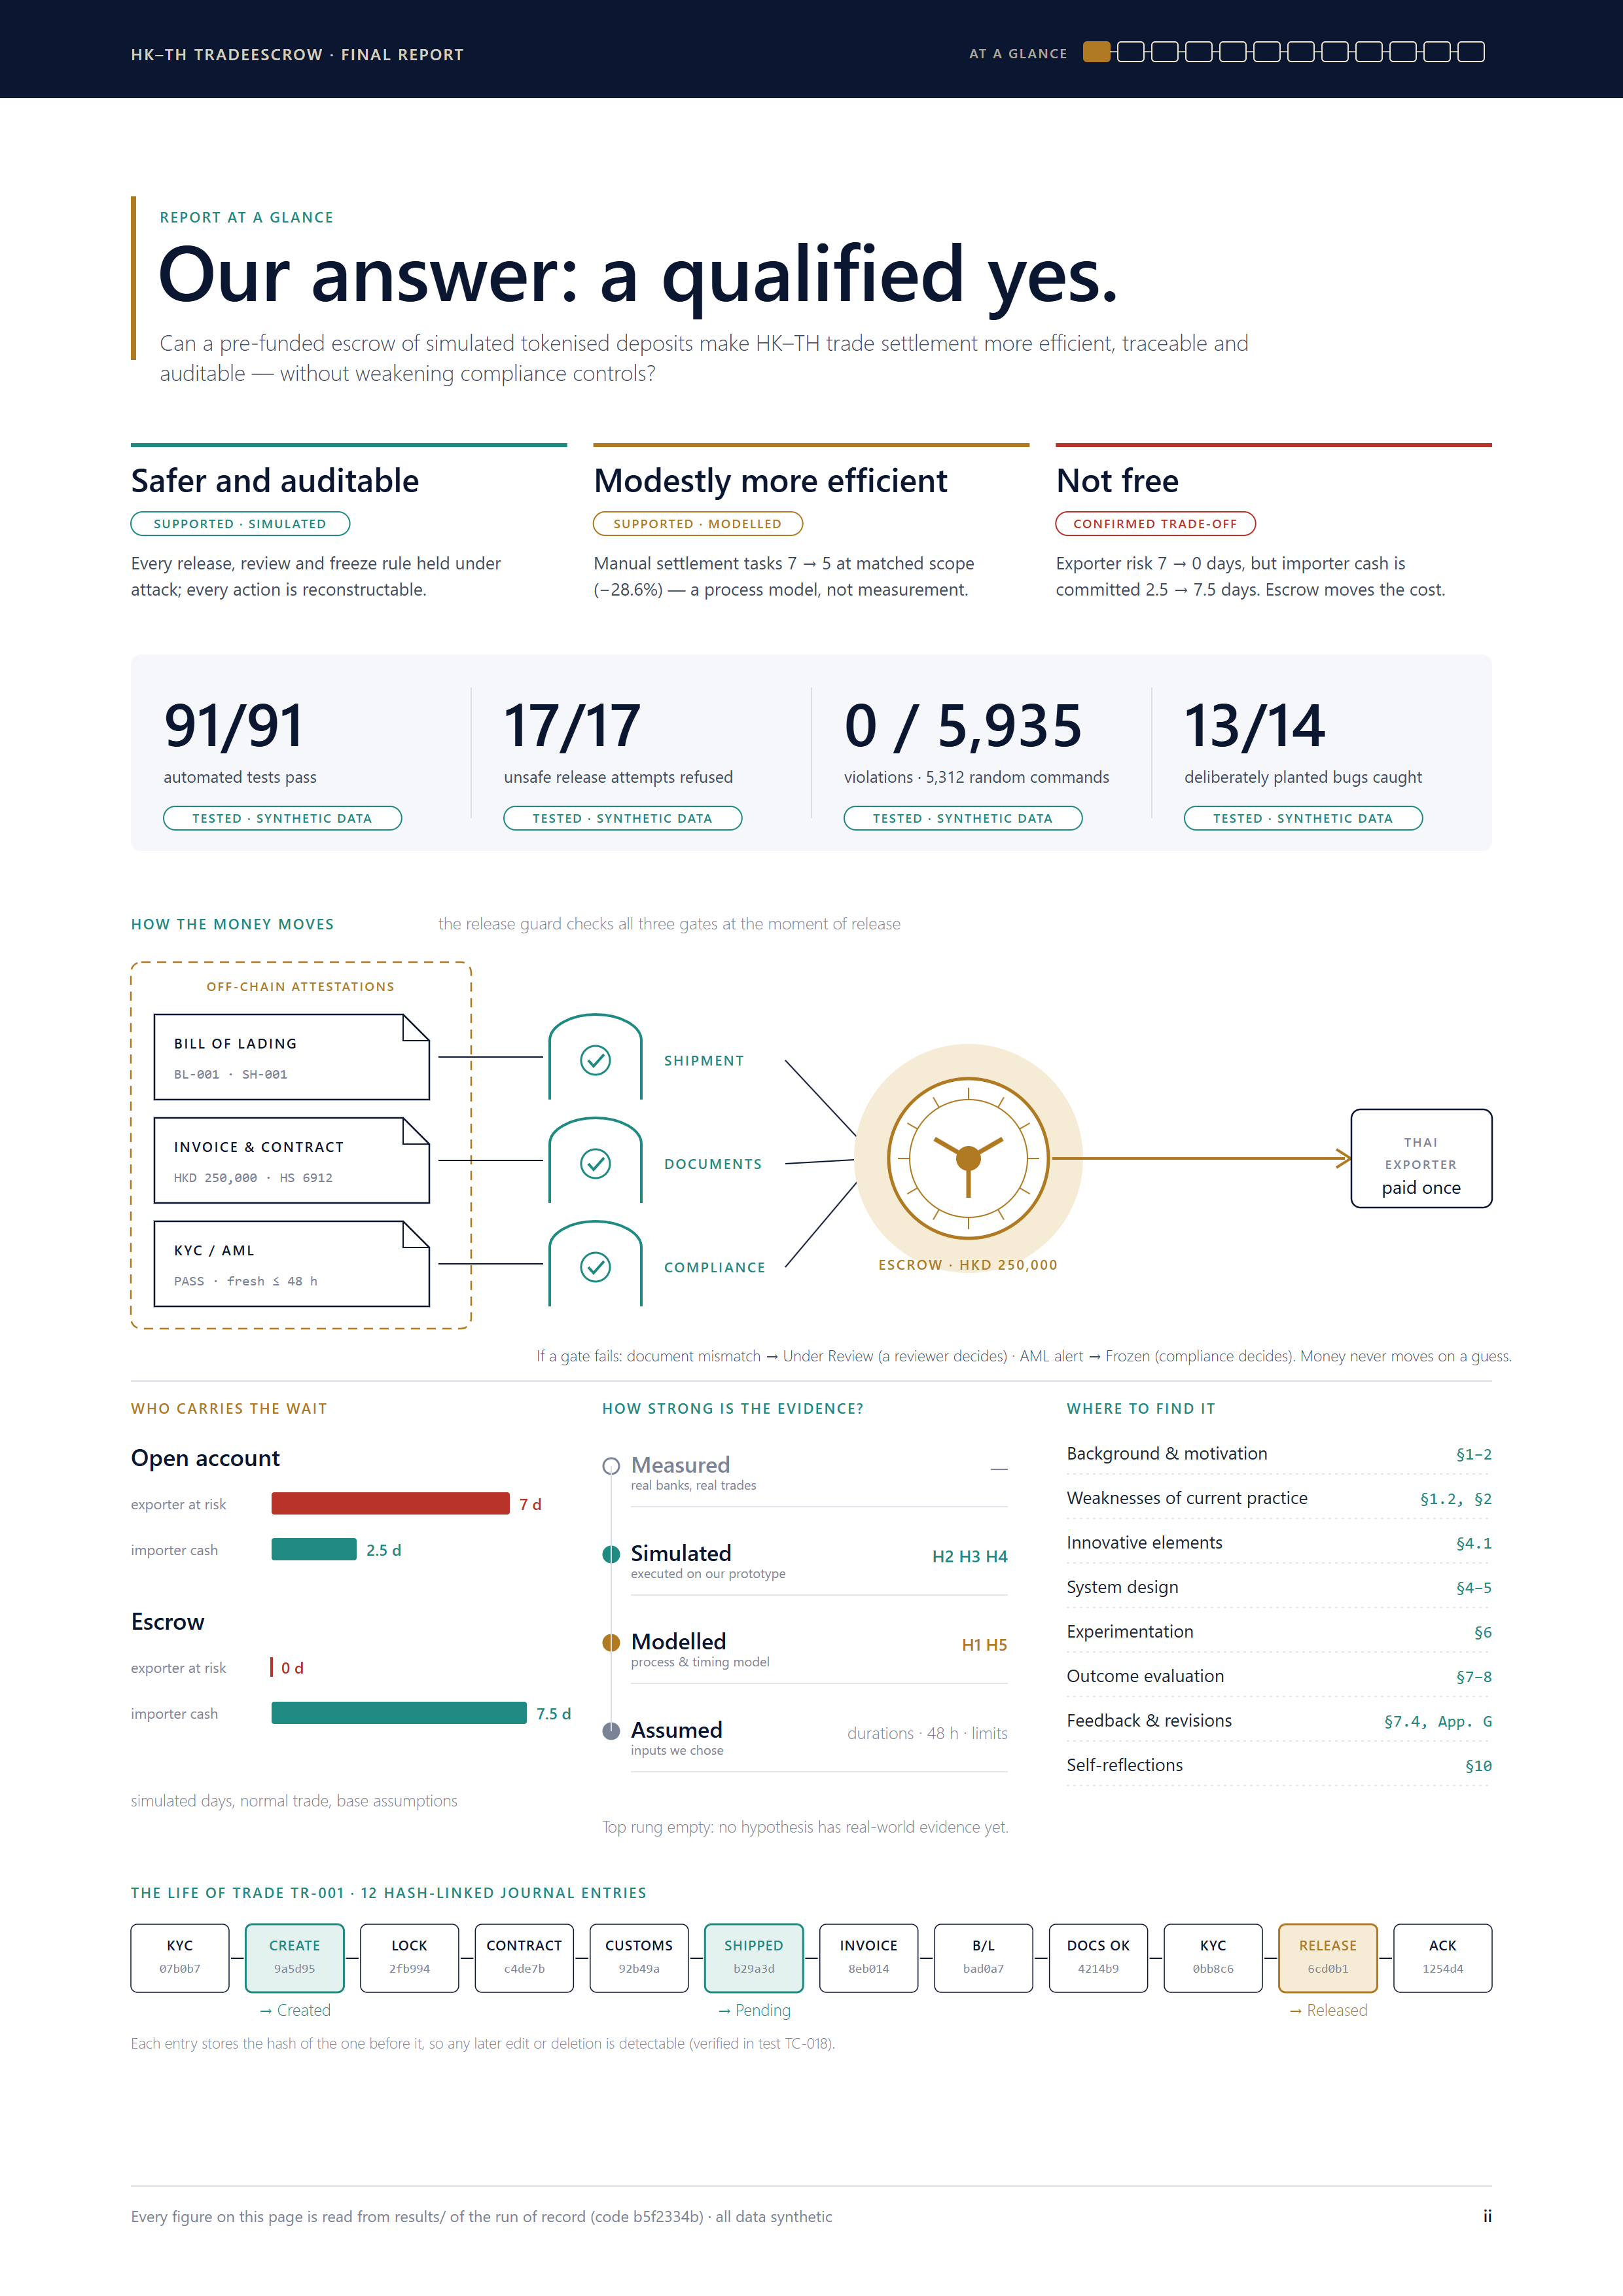 HK–TH TRADEESCROW · FINAL REPORT
AT A GLANCE
REPORT AT A GLANCE
Our answer: a qualified yes.
Can a pre-funded escrow of simulated tokenised deposits make HK–TH trade settlement more efficient, traceable and
auditable — without weakening compliance controls?
Safer and auditable
SUPPORTED · SIMULATED
Every release, review and freeze rule held under
attack; every action is reconstructable.
Modestly more efficient
SUPPORTED · MODELLED
Manual settlement tasks 7 → 5 at matched scope
(−28.6%) — a process model, not measurement.
Not free
CONFIRMED TRADE-OFF
Exporter risk 7 → 0 days, but importer cash is
committed 2.5 → 7.5 days. Escrow moves the cost.
91/91
automated tests pass
TESTED · SYNTHETIC DATA
17/17
unsafe release attempts refused
TESTED · SYNTHETIC DATA
0 / 5,935
violations · 5,312 random commands
TESTED · SYNTHETIC DATA
13/14
deliberately planted bugs caught
TESTED · SYNTHETIC DATA
HOW THE MONEY MOVES
the release guard checks all three gates at the moment of release
OFF-CHAIN ATTESTATIONS
BILL OF LADING
BL-001 · SH-001
SHIPMENT
INVOICE & CONTRACT
HKD 250,000 · HS 6912
DOCUMENTS
KYC / AML
PASS · fresh ≤ 48 h
COMPLIANCE
ESCROW · HKD 250,000
THAI
EXPORTER
paid once
If a gate fails: document mismatch → Under Review (a reviewer decides) · AML alert → Frozen (compliance decides). Money never moves on a guess.
WHO CARRIES THE WAIT
Open account
exporter at risk
7 d
importer cash
2.5 d
Escrow
exporter at risk
0 d
importer cash
7.5 d
simulated days, normal trade, base assumptions
HOW STRONG IS THE EVIDENCE?
Measured
—
real banks, real trades
Simulated
H2 H3 H4
executed on our prototype
Modelled
H1 H5
process & timing model
Assumed
durations · 48 h · limits
inputs we chose
Top rung empty: no hypothesis has real-world evidence yet.
WHERE TO FIND IT
Background & motivation §1–2
Weaknesses of current practice §1.2, §2
Innovative elements §4.1
System design §4–5
Experimentation §6
Outcome evaluation §7–8
Feedback & revisions §7.4, App. G
Self-reflections §10
THE LIFE OF TRADE TR-001 · 12 HASH-LINKED JOURNAL ENTRIES
KYC
07b0b7
CREATE
9a5d95
→ Created
LOCK
2fb994
CONTRACT
c4de7b
CUSTOMS
92b49a
SHIPPED
b29a3d
→ Pending
INVOICE
8eb014
B/L
bad0a7
DOCS OK
4214b9
KYC
0bb8c6
RELEASE
6cd0b1
→ Released
ACK
1254d4
Each entry stores the hash of the one before it, so any later edit or deletion is detectable (verified in test TC-018).
Every figure on this page is read from results/ of the run of record (code b5f2334b) · all data synthetic
ii